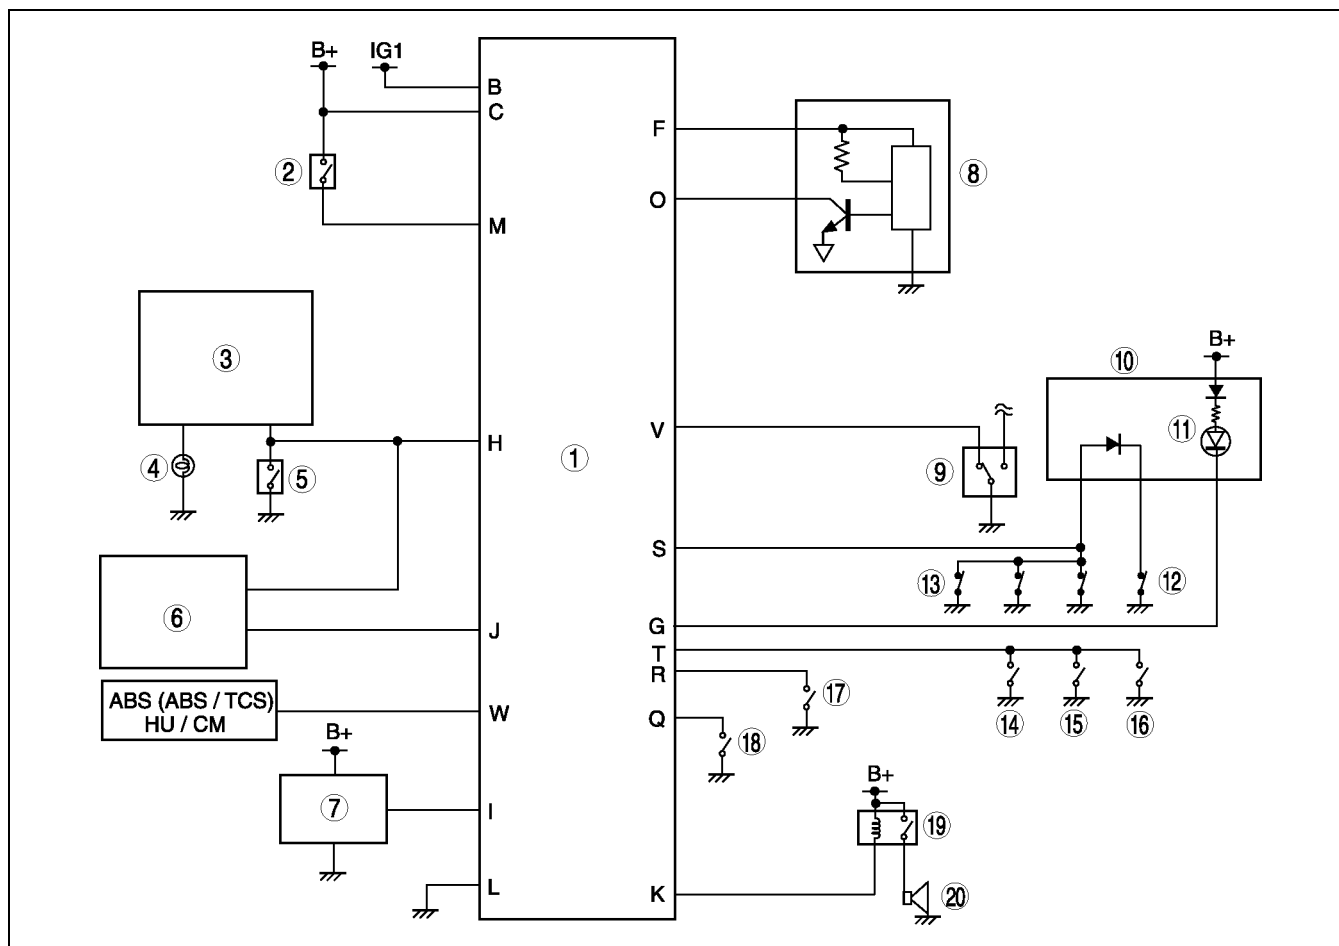 B+ IG1
B
C
F
②
⑧
O
M
B+
③
⑩
⑪
V
H
①
④
⑤
⑨
S
⑬
⑫
⑥
G
J
T
R
ABS (ABS / TCS)
HU / CM
⑰
W
Q
⑭ ⑮ ⑯
⑱
B+
B+
⑦
I
⑲
L
K
⑳